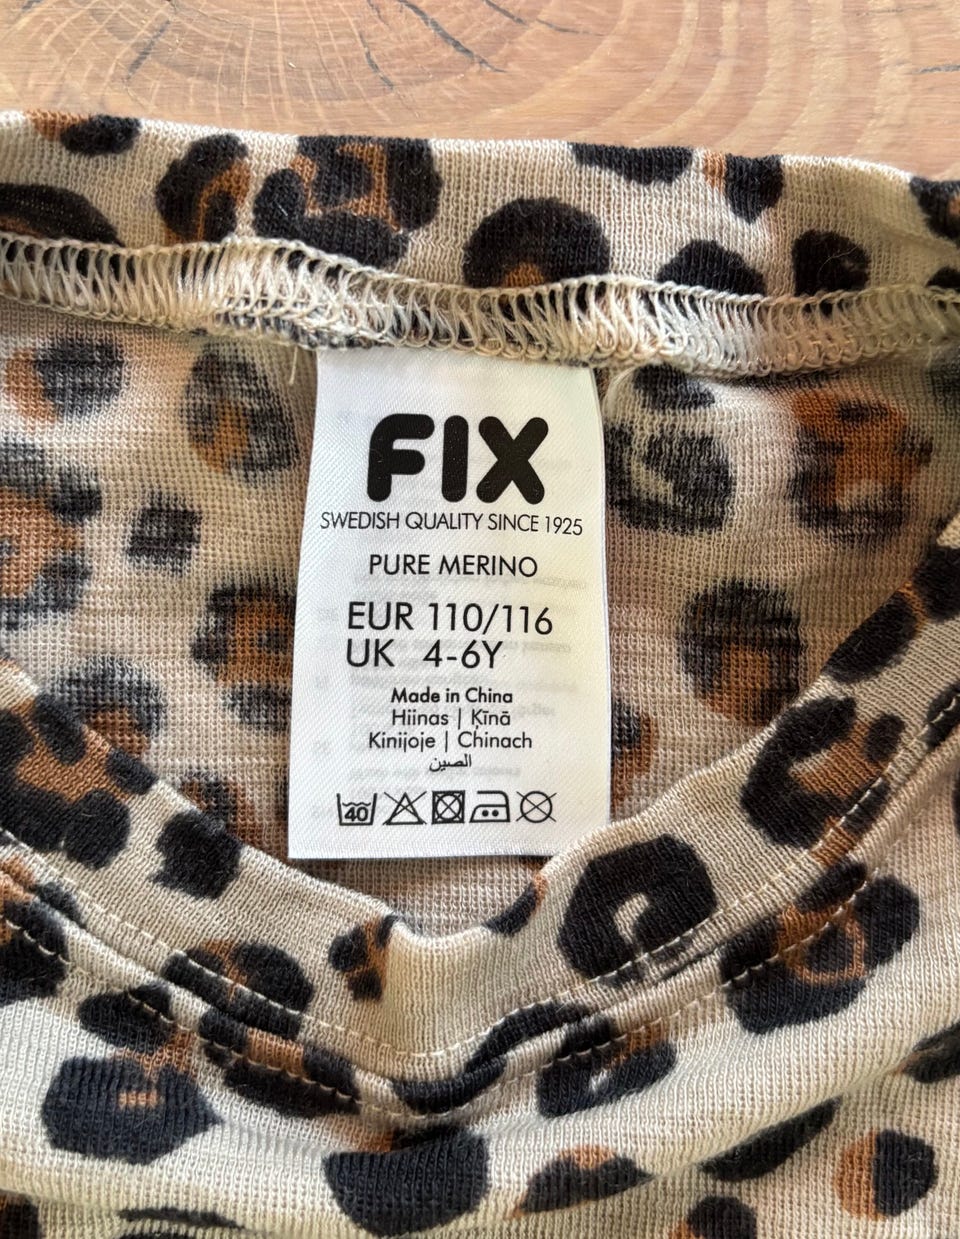 FIX
SWEDISH QUALITY SINCE 1925
PURE MERINO
EUR 110/116
UK 4-6Y
Made in China
Hiinas | Ķīnā
Kinijoje | Chinach
الصين
40